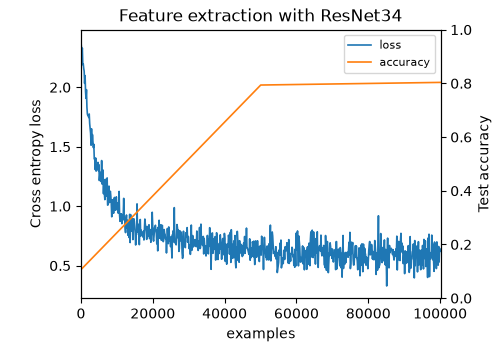 Feature extraction with ResNet34
loss
accuracy
Cross entropy loss
2.0
1.5
1.0
0.5
Test accuracy
1.0
0.8
0.6
0.4
0.2
0.0
0 20000 40000 60000 80000 100000
examples